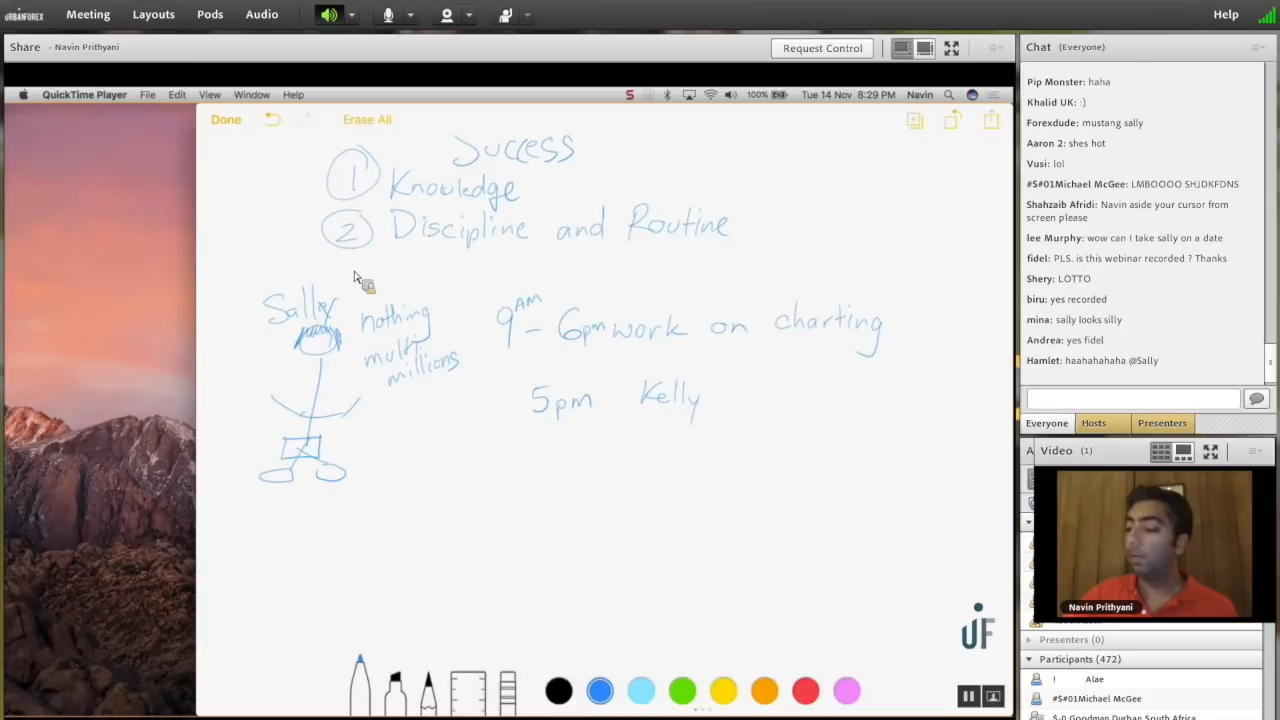 URBANFOREX Meeting Layouts Pods Audio Help
Share - Navin Prithyani Request Control
QuickTime Player File Edit View Window Help S 100% Tue 14 Nov 8:29 PM Navin
Done Erase All
Success
1 Knowledge
2 Discipline and Routine
Sally
nothing
multi
millions
9AM - 6pm work on charting
5pm Kelly
UF
Chat (Everyone)
Pip Monster: haha
Khalid UK: :)
Forexdude: mustang sally
Aaron 2: shes hot
Vusi: lol
#$#01Michael McGee: LMBOOOO SHJDKFDNS
Shahzaib Afridi: Navin aside your cursor from
screen please
lee Murphy: wow can I take sally on a date
fidel: PLS. is this webinar recorded ? Thanks
Shery: LOTTO
biru: yes recorded
mina: sally looks silly
Andrea: yes fidel
Hamlet: haahahahaha @Sally
Everyone Hosts Presenters
A Video (1)
Navin Prithyani
Presenters (0)
Participants (472)
! Alae
#$#01Michael McGee
$-0 Goodman Durban South Africa